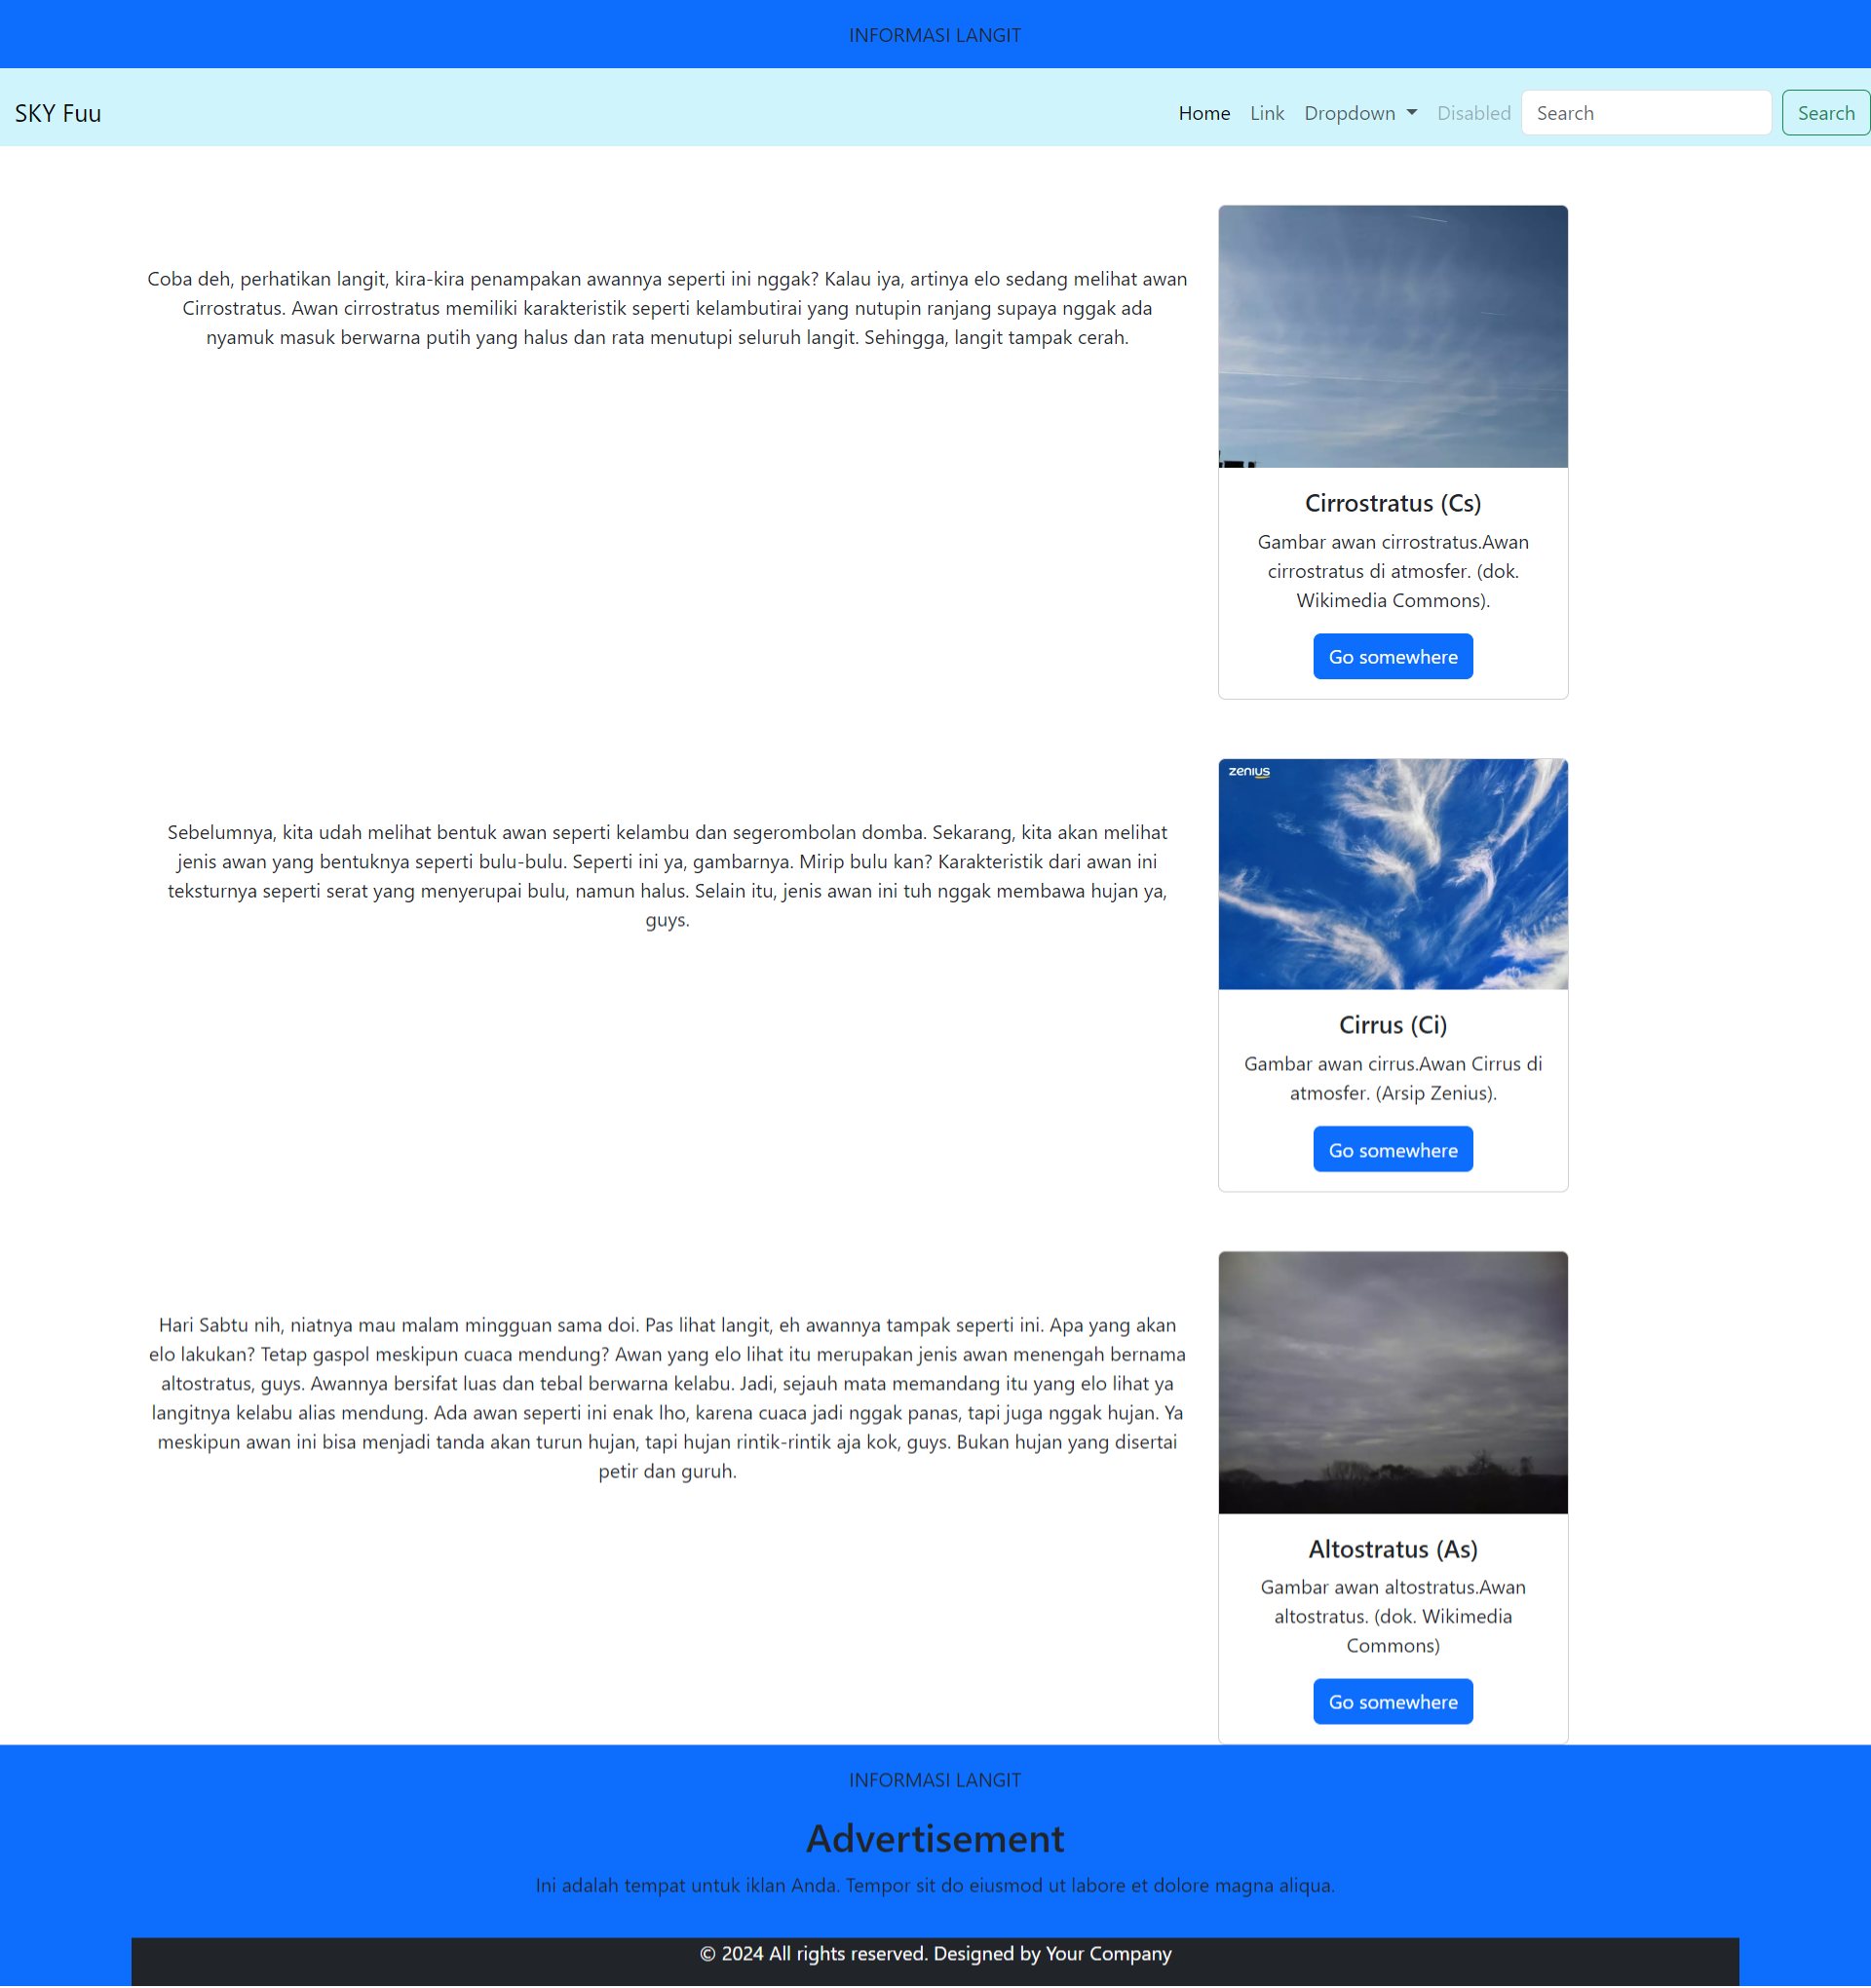 INFORMASI LANGIT
SKY Fuu
Home Link Dropdown Disabled Search Search
Coba deh, perhatikan langit, kira-kira penampakan awannya seperti ini nggak? Kalau iya, artinya elo sedang melihat awan
Cirrostratus. Awan cirrostratus memiliki karakteristik seperti kelambutirai yang nutupin ranjang supaya nggak ada
nyamuk masuk berwarna putih yang halus dan rata menutupi seluruh langit. Sehingga, langit tampak cerah.
Cirrostratus (Cs)
Gambar awan cirrostratus.Awan
cirrostratus di atmosfer. (dok.
Wikimedia Commons).
Go somewhere
Sebelumnya, kita udah melihat bentuk awan seperti kelambu dan segerombolan domba. Sekarang, kita akan melihat
jenis awan yang bentuknya seperti bulu-bulu. Seperti ini ya, gambarnya. Mirip bulu kan? Karakteristik dari awan ini
teksturnya seperti serat yang menyerupai bulu, namun halus. Selain itu, jenis awan ini tuh nggak membawa hujan ya,
guys.
zenius
Cirrus (Ci)
Gambar awan cirrus.Awan Cirrus di
atmosfer. (Arsip Zenius).
Go somewhere
Hari Sabtu nih, niatnya mau malam mingguan sama doi. Pas lihat langit, eh awannya tampak seperti ini. Apa yang akan
elo lakukan? Tetap gaspol meskipun cuaca mendung? Awan yang elo lihat itu merupakan jenis awan menengah bernama
altostratus, guys. Awannya bersifat luas dan tebal berwarna kelabu. Jadi, sejauh mata memandang itu yang elo lihat ya
langitnya kelabu alias mendung. Ada awan seperti ini enak lho, karena cuaca jadi nggak panas, tapi juga nggak hujan. Ya
meskipun awan ini bisa menjadi tanda akan turun hujan, tapi hujan rintik-rintik aja kok, guys. Bukan hujan yang disertai
petir dan guruh.
Altostratus (As)
Gambar awan altostratus.Awan
altostratus. (dok. Wikimedia
Commons)
Go somewhere
INFORMASI LANGIT
Advertisement
Ini adalah tempat untuk iklan Anda. Tempor sit do eiusmod ut labore et dolore magna aliqua.
© 2024 All rights reserved. Designed by Your Company